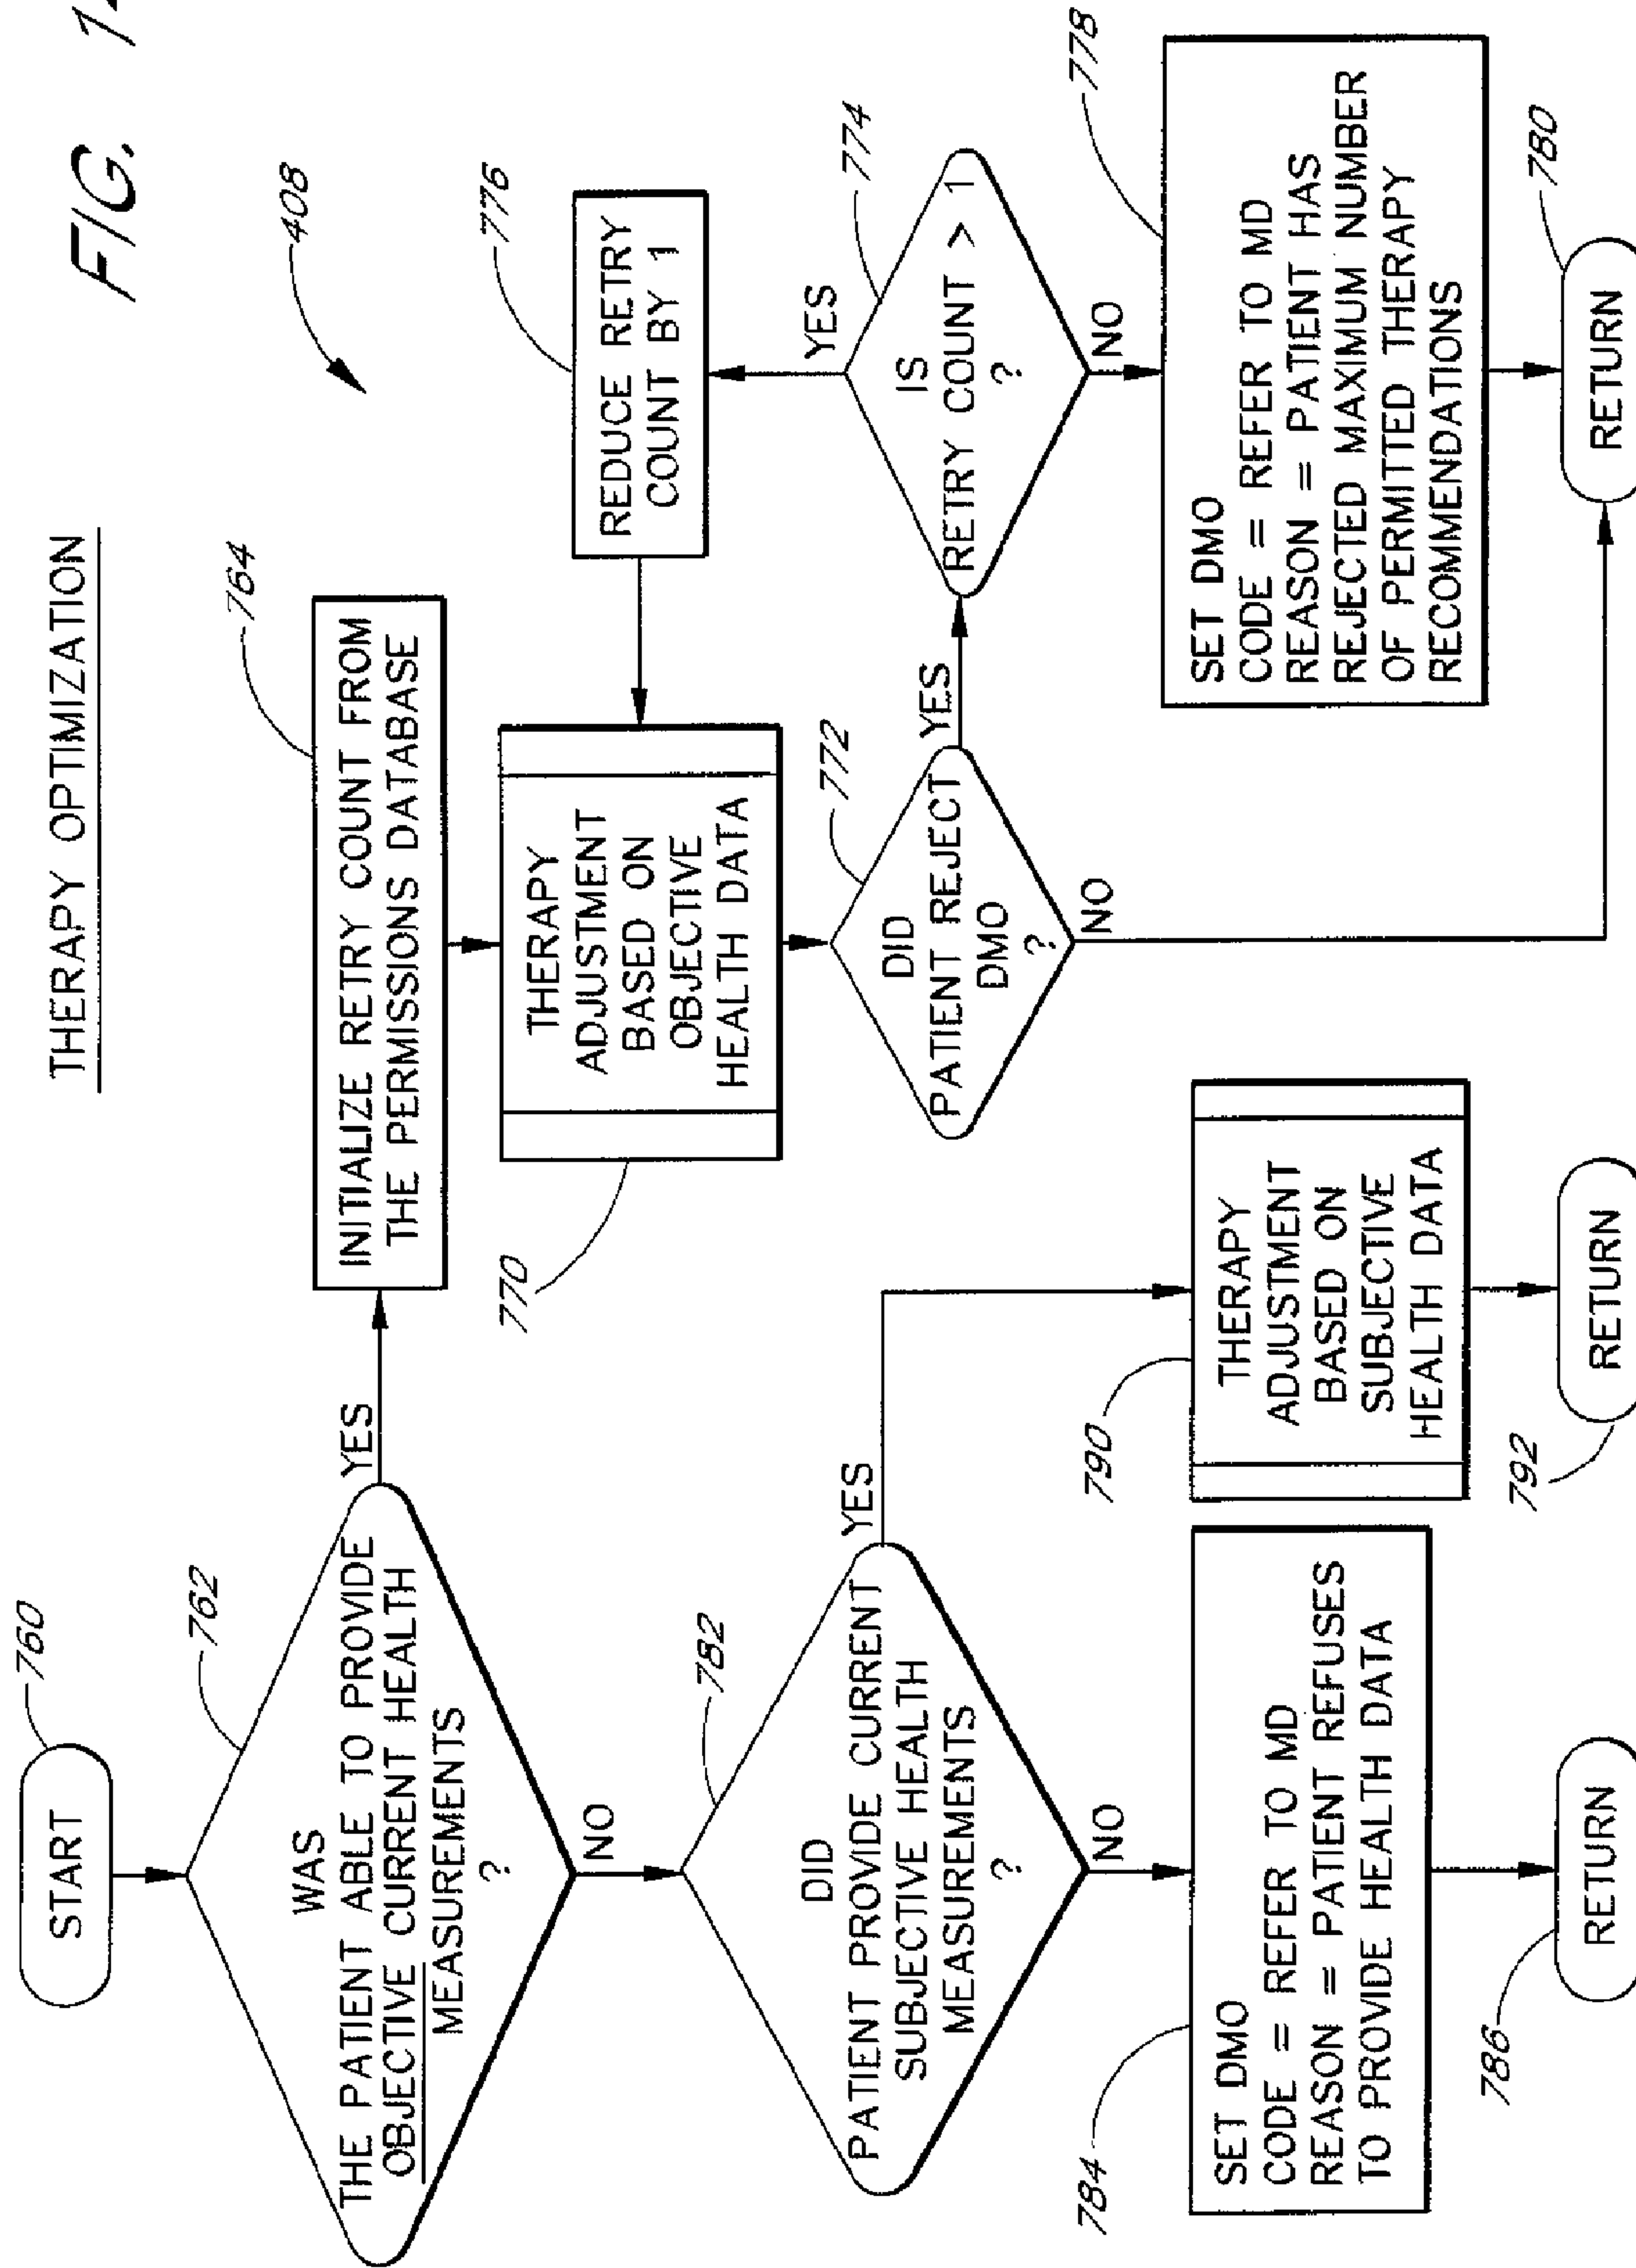 THERAPY OPTIMIZATION
FIG.
408
START
760
WAS
THE PATIENT ABLE TO PROVIDE
OBJECTIVE CURRENT HEALTH
MEASUREMENTS
?
762
YES
NO
INITIALIZE RETRY COUNT FROM
THE PERMISSIONS DATABASE
764
THERAPY
ADJUSTMENT
BASED ON
OBJECTIVE
HEALTH DATA
770
REDUCE RETRY
COUNT BY 1
776
DID
PATIENT REJECT
DMO
?
772
YES
NO
IS
RETRY COUNT > 1
?
774
YES
NO
SET DMO
CODE = REFER TO MD
REASON = PATIENT HAS
REJECTED MAXIMUM NUMBER
OF PERMITTED THERAPY
RECOMMENDATIONS
778
RETURN
780
DID
PATIENT PROVIDE CURRENT
SUBJECTIVE HEALTH
MEASUREMENTS
?
782
YES
NO
SET DMO
CODE = REFER TO MD
REASON = PATIENT REFUSES
TO PROVIDE HEALTH DATA
784
RETURN
786
THERAPY
ADJUSTMENT
BASED ON
SUBJECTIVE
HEALTH DATA
790
RETURN
792